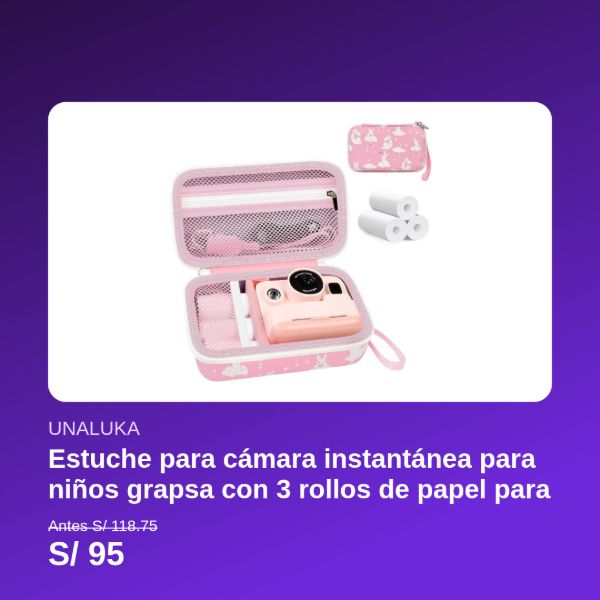 UNALUKA
Estuche para cámara instantánea para
niños grapsa con 3 rollos de papel para
Antes S/ 118.75
S/ 95